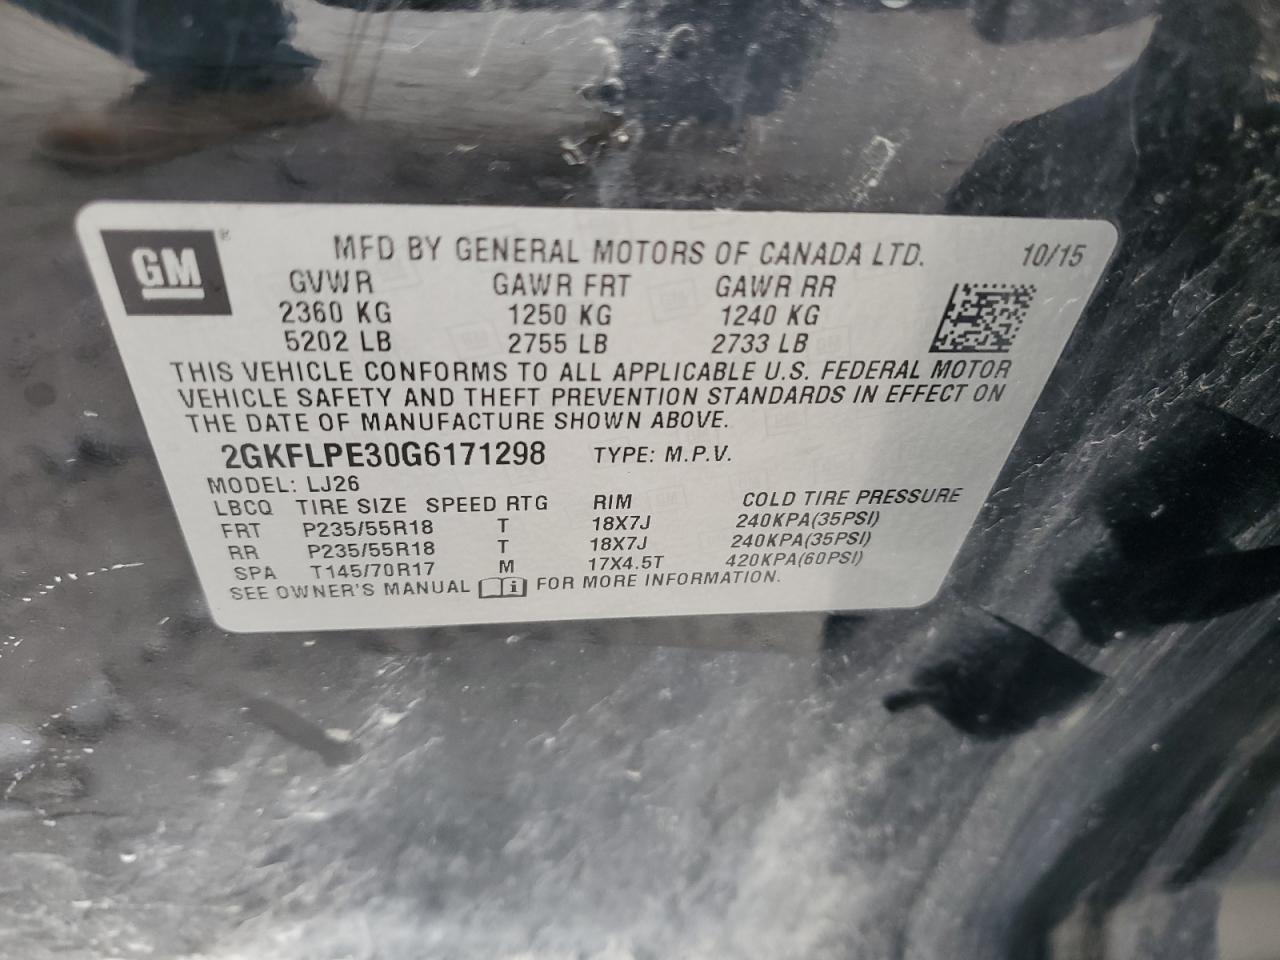 GM®
MFD BY GENERAL MOTORS OF CANADA LTD. 10/15
GVWR GAWR FRT GAWR RR
2360 KG 1250 KG 1240 KG
5202 LB 2755 LB 2733 LB
THIS VEHICLE CONFORMS TO ALL APPLICABLE U.S. FEDERAL MOTOR
VEHICLE SAFETY AND THEFT PREVENTION STANDARDS IN EFFECT ON
THE DATE OF MANUFACTURE SHOWN ABOVE.
2GKFLPE30G6171298 TYPE: M.P.V.
MODEL: LJ26
LBCQ TIRE SIZE SPEED RTG RIM COLD TIRE PRESSURE
FRT P235/55R18 T 18X7J 240KPA(35PSI)
RR P235/55R18 T 18X7J 240KPA(35PSI)
SPA T145/70R17 M 17X4.5T 420KPA(60PSI)
SEE OWNER'S MANUAL i FOR MORE INFORMATION.